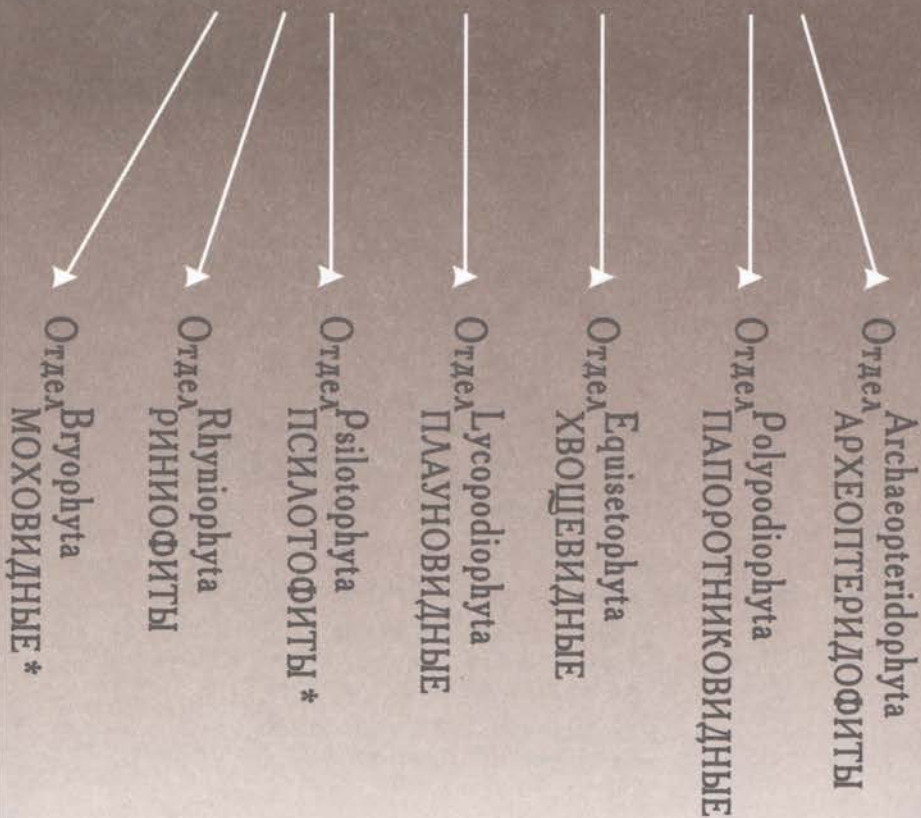 Отдел Archaeopteridophyta
АРХЕОПТЕРИДОФИТЫ
Отдел Polypodiophyta
ПАПОРОТНИКОВИДНЫЕ
Отдел Equisetophyta
ХВОЩЕВИДНЫЕ
Отдел Lycopodiophyta
ПЛАУНОВИДНЫЕ
Отдел Psilotophyta
ПСИЛОТОФИТЫ *
Отдел Rhyniophyta
РИНИОФИТЫ
Отдел Bryophyta
МОХОВИДНЫЕ *